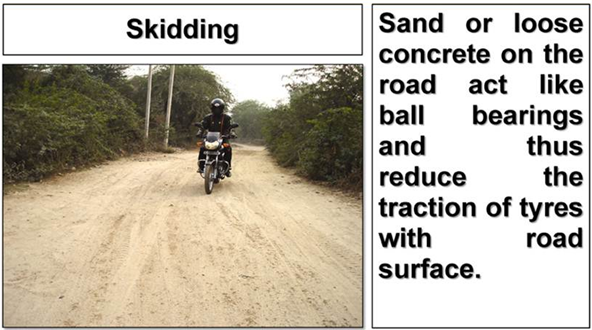 Skidding
Sand or loose
concrete on the
road act like
ball bearings
and thus
reduce the
traction of tyres
with road
surface.